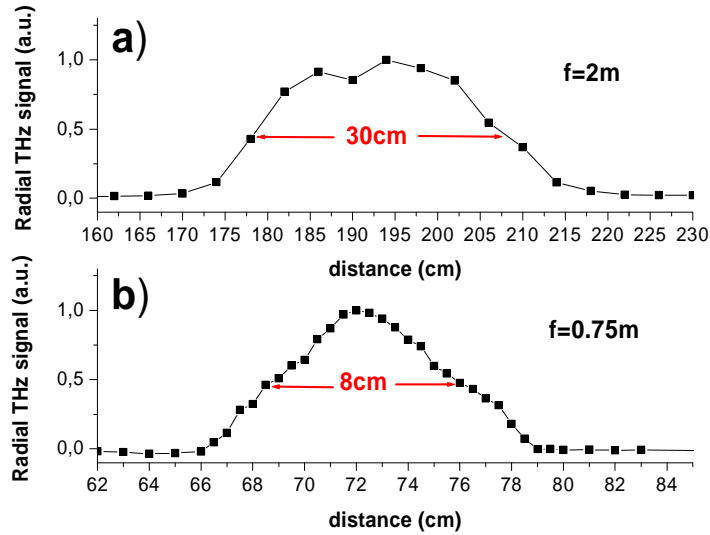 a)
f=2m
Radial THz signal (a.u.)
1,0
0,5
0,0
30cm
160 165 170 175 180 185 190 195 200 205 210 215 220 225 230
distance (cm)
b)
f=0.75m
Radial THz signal (a.u.)
1,0
0,5
0,0
8cm
62 64 66 68 70 72 74 76 78 80 82 84
distance (cm)